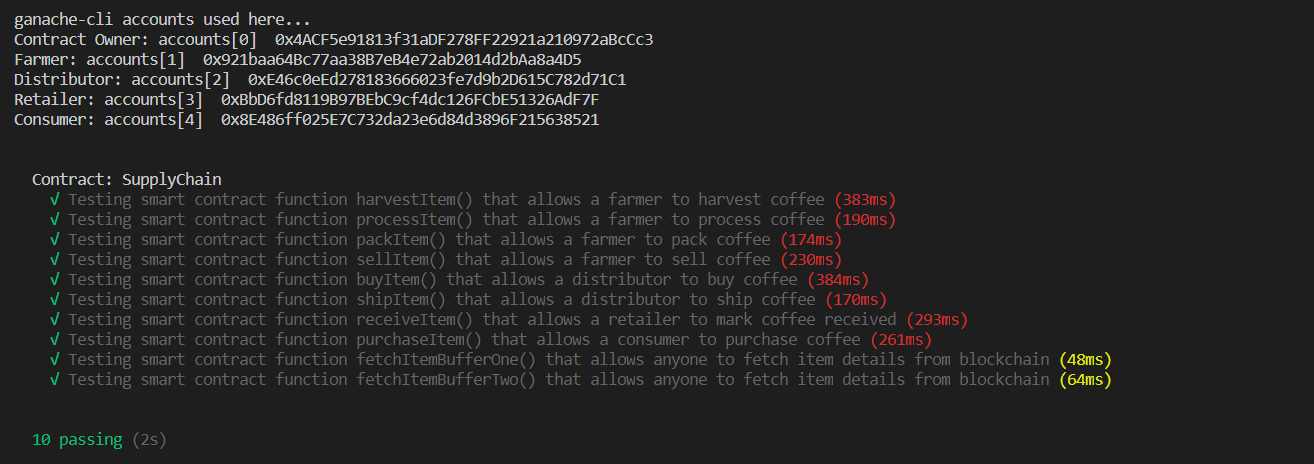 ganache-cli accounts used here...
Contract Owner: accounts[0] 0x4ACF5e91813f31aDF278FF22921a210972aBcCc3
Farmer: accounts[1] 0x921baa64Bc77aa38B7eB4e72ab2014d2bAa8a4D5
Distributor: accounts[2] 0xE46c0eEd278183666023fe7d9b2D615C782d71C1
Retailer: accounts[3] 0xBbD6fd8119B97BEbC9cf4dc126FCbE51326AdF7F
Consumer: accounts[4] 0x8E486ff025E7C732da23e6d84d3896F215638521
Contract: SupplyChain
√ Testing smart contract function harvestItem() that allows a farmer to harvest coffee (383ms)
√ Testing smart contract function processItem() that allows a farmer to process coffee (190ms)
√ Testing smart contract function packItem() that allows a farmer to pack coffee (174ms)
√ Testing smart contract function sellItem() that allows a farmer to sell coffee (230ms)
√ Testing smart contract function buyItem() that allows a distributor to buy coffee (384ms)
√ Testing smart contract function shipItem() that allows a distributor to ship coffee (170ms)
√ Testing smart contract function receiveItem() that allows a retailer to mark coffee received (293ms)
√ Testing smart contract function purchaseItem() that allows a consumer to purchase coffee (261ms)
√ Testing smart contract function fetchItemBufferOne() that allows anyone to fetch item details from blockchain (48ms)
√ Testing smart contract function fetchItemBufferTwo() that allows anyone to fetch item details from blockchain (64ms)
10 passing (2s)